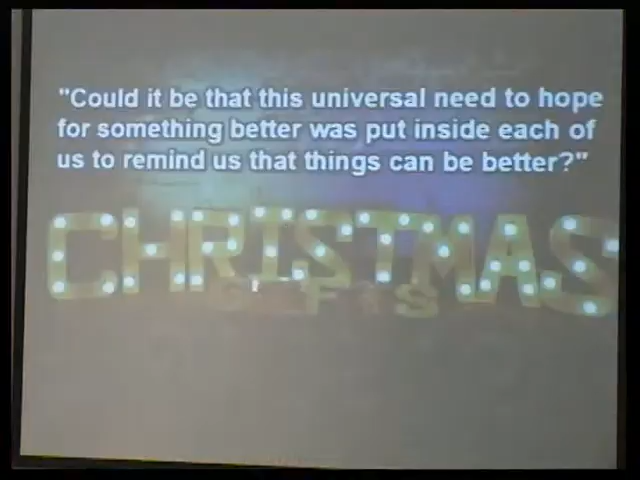 "Could it be that this universal need to hope
for something better was put inside each of
us to remind us that things can be better?"
CHRISTMAS
GIFTS